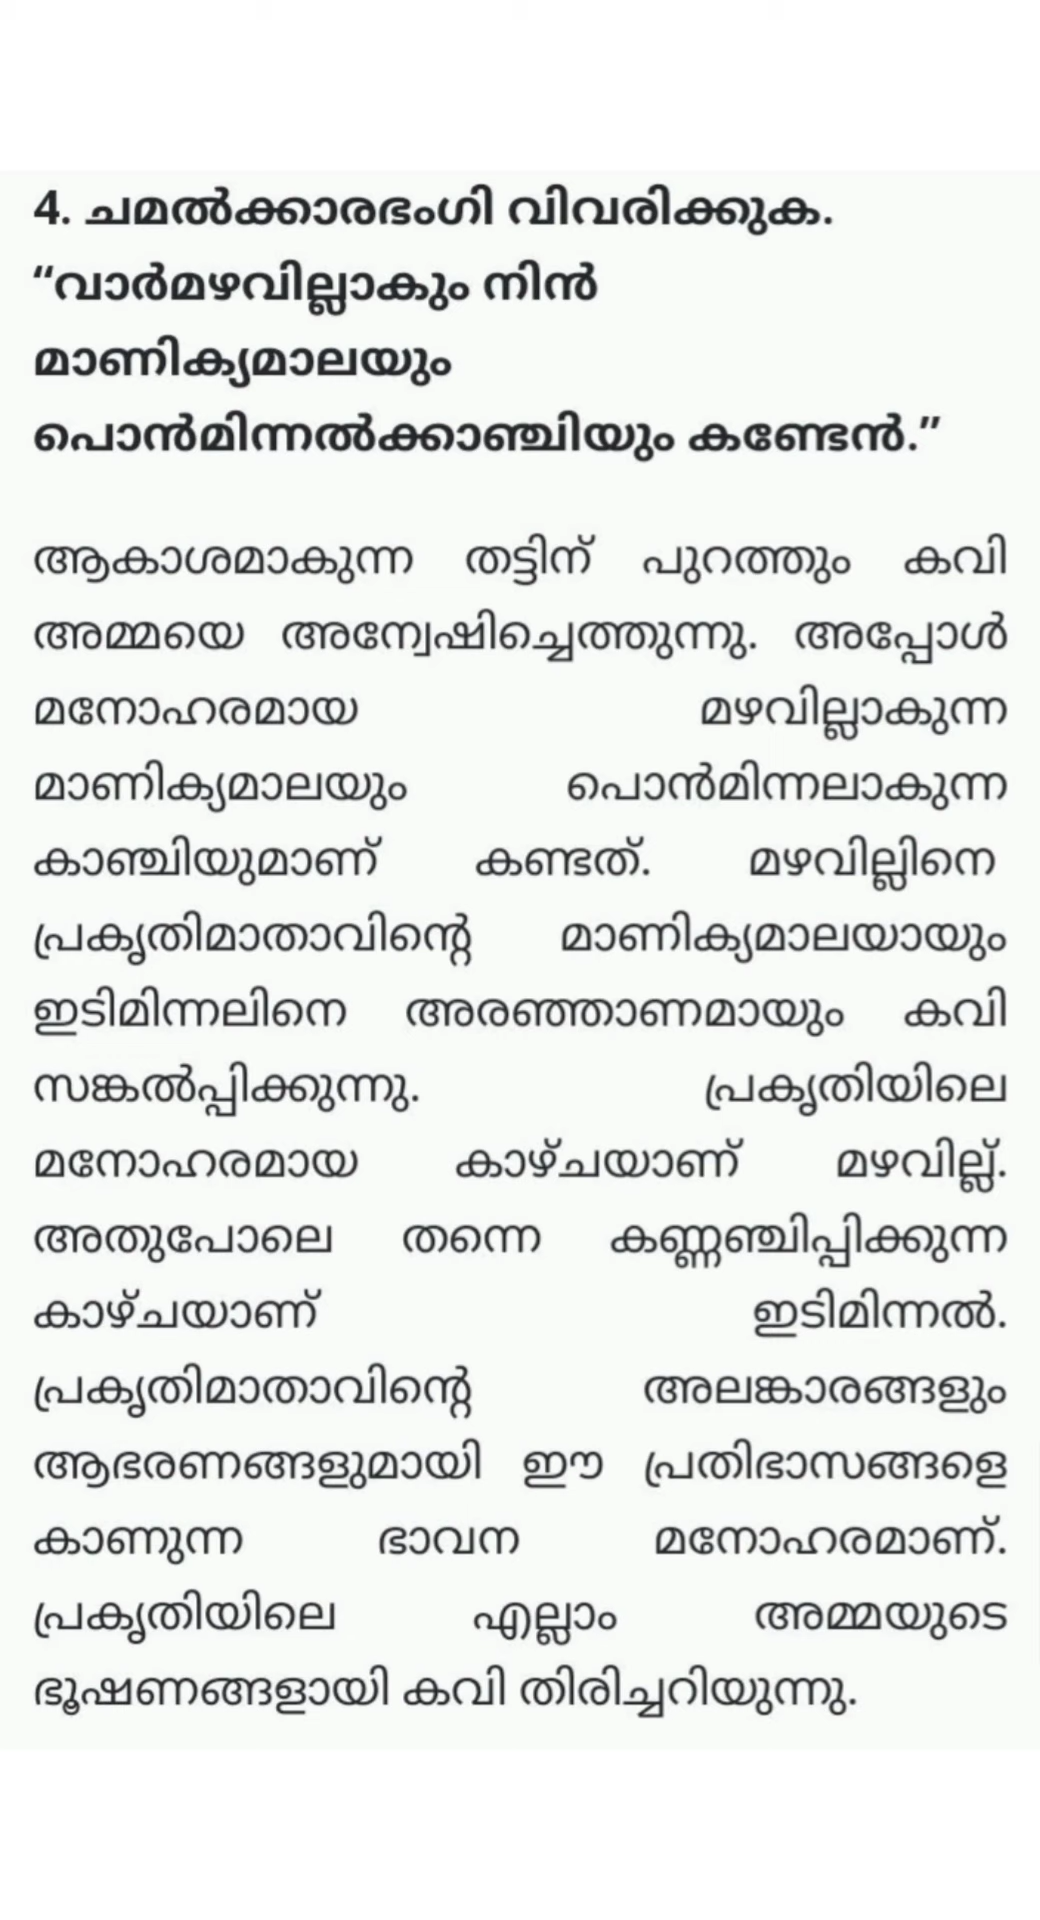 4. ചമൽക്കാരഭംഗി വിവരിക്കുക.
“വാർമഴവില്ലാകും നിൻ
മാണിക്യമാലയും
പൊൻമിന്നൽക്കാഞ്ചിയും കണ്ടേൻ.”
ആകാശമാകുന്ന തട്ടിന് പുറത്തും കവി
അമ്മയെ അന്വേഷിച്ചെത്തുന്നു. അപ്പോൾ
മനോഹരമായ മഴവില്ലാകുന്ന
മാണിക്യമാലയും പൊൻമിന്നലാകുന്ന
കാഞ്ചിയുമാണ് കണ്ടത്. മഴവില്ലിനെ
പ്രകൃതിമാതാവിന്റെ മാണിക്യമാലയായും
ഇടിമിന്നലിനെ അരഞ്ഞാണമായും കവി
സങ്കൽപ്പിക്കുന്നു. പ്രകൃതിയിലെ
മനോഹരമായ കാഴ്ചയാണ് മഴവില്ല്.
അതുപോലെ തന്നെ കണ്ണഞ്ചിപ്പിക്കുന്ന
കാഴ്ചയാണ് ഇടിമിന്നൽ.
പ്രകൃതിമാതാവിന്റെ അലങ്കാരങ്ങളും
ആഭരണങ്ങളുമായി ഈ പ്രതിഭാസങ്ങളെ
കാണുന്ന ഭാവന മനോഹരമാണ്.
പ്രകൃതിയിലെ എല്ലാം അമ്മയുടെ
ഭൂഷണങ്ങളായി കവി തിരിച്ചറിയുന്നു.